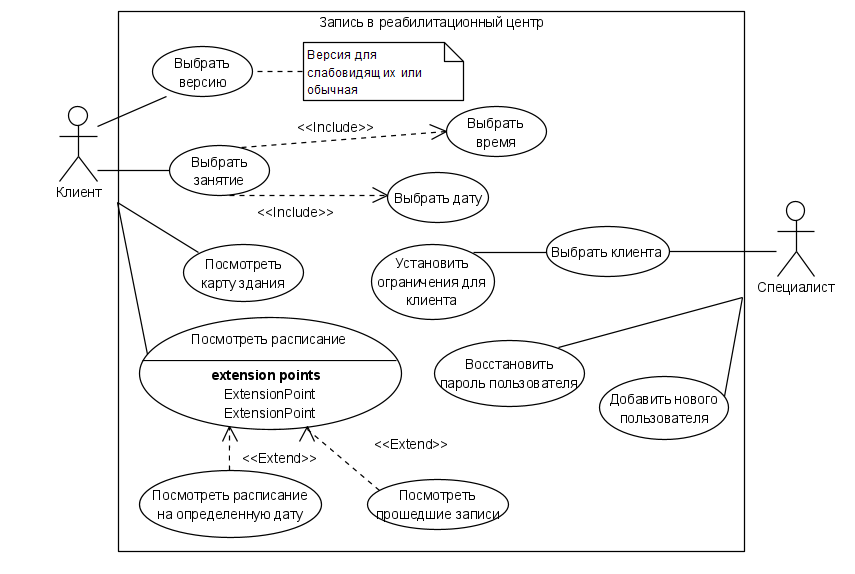 Запись в реабилитационный центр
Выбрать
версию
Версия для
слабовидящих или
обычная
<<Include>>
Выбрать
время
Выбрать
занятие
Клиент
<<Include>>
Выбрать дату
Посмотреть
карту здания
Установить
ограничения для
клиента
Выбрать клиента
Специалист
Посмотреть расписание
extension points
ExtensionPoint
ExtensionPoint
Восстановить
пароль пользователя
Добавить нового
пользователя
<<Extend>>
<<Extend>>
Посмотреть расписание
на определенную дату
Посмотреть
прошедшие записи